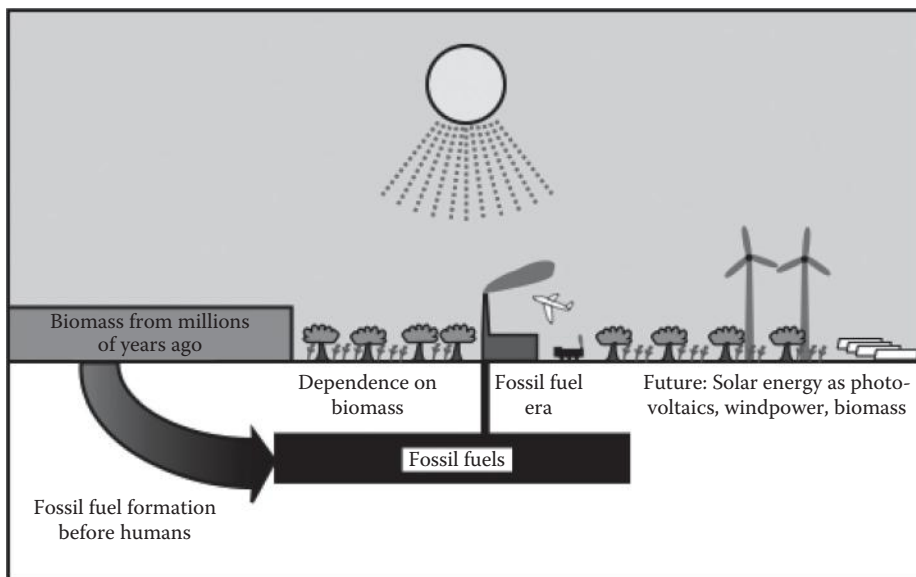 Biomass from millions
of years ago
Dependence on
biomass
Fossil fuel
era
Future: Solar energy as photo-
voltaics, windpower, biomass
Fossil fuels
Fossil fuel formation
before humans